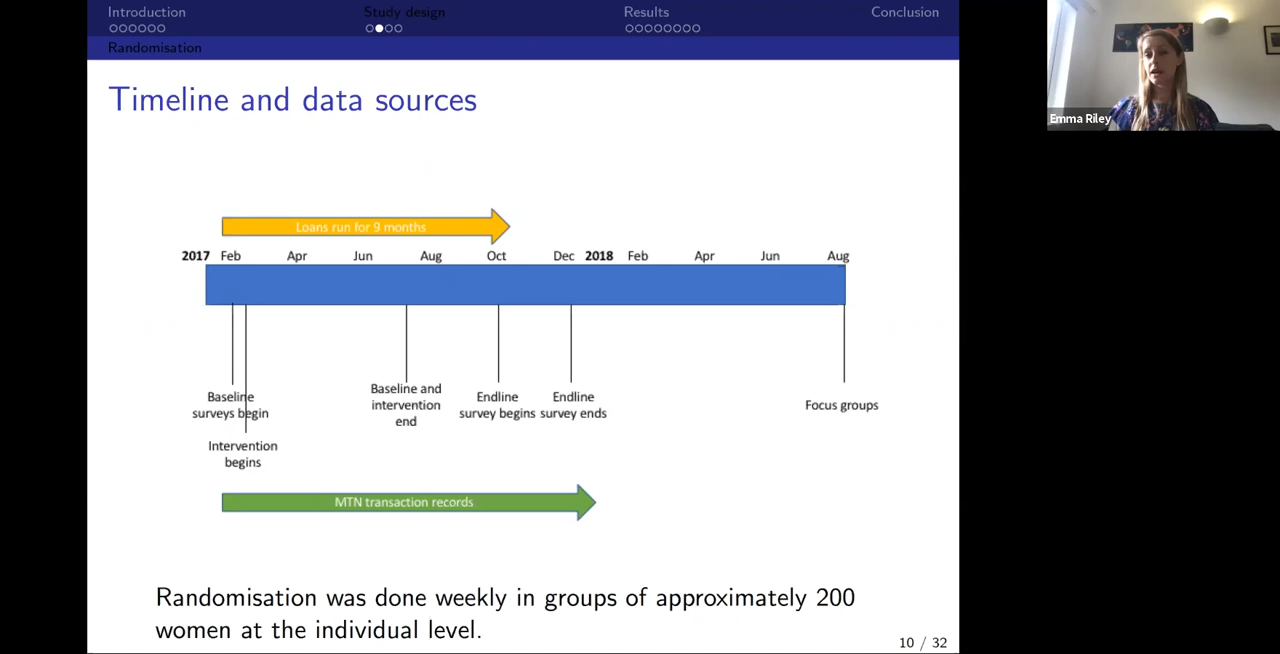 Introduction Study design Results Conclusion
Randomisation
Emma Riley
Timeline and data sources
Loans run for 9 months
2017 Feb Apr Jun Aug Oct Dec 2018 Feb Apr Jun Aug
Baseline
surveys begin
Intervention
begins
Baseline and
intervention
end
Endline
survey begins
Endline
survey ends
Focus groups
MTN transaction records
Randomisation was done weekly in groups of approximately 200
women at the individual level.
10 / 32